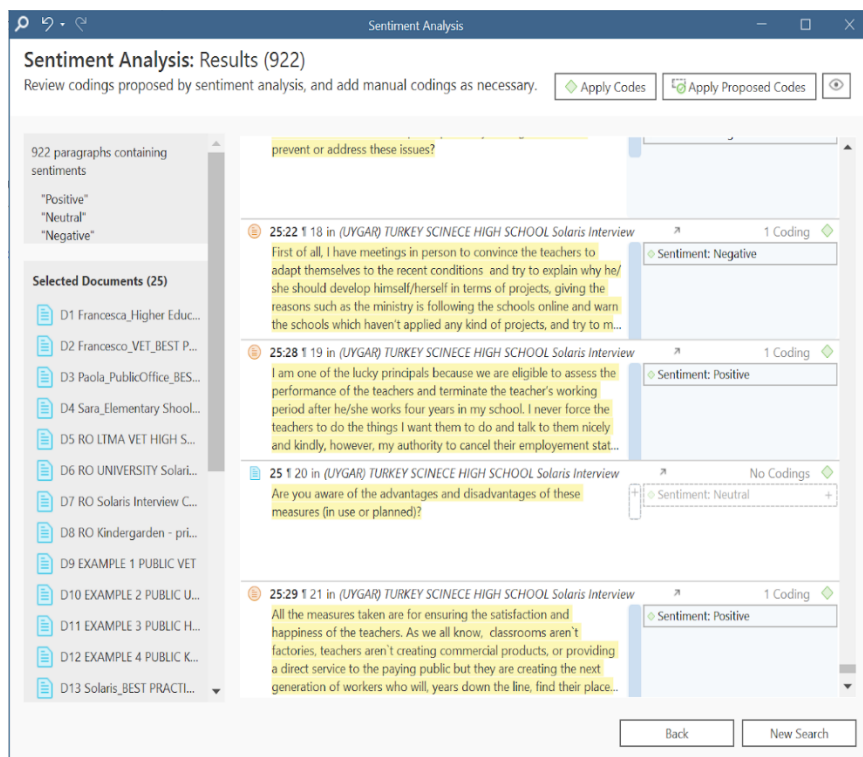 Sentiment Analysis
Sentiment Analysis: Results (922)
Review codings proposed by sentiment analysis, and add manual codings as necessary.
Apply Codes
Apply Proposed Codes
922 paragraphs containing
sentiments
"Positive"
"Neutral"
"Negative"
Selected Documents (25)
D1 Francesca_Higher Educ...
D2 Francesco_VET_BEST P...
D3 Paola_PublicOffice_BES...
D4 Sara_Elementary Shool...
D5 RO LTMA VET HIGH S...
D6 RO UNIVERSITY Solari...
D7 RO Solaris Interview C...
D8 RO Kindergarden - pri...
D9 EXAMPLE 1 PUBLIC VET
D10 EXAMPLE 2 PUBLIC U...
D11 EXAMPLE 3 PUBLIC H...
D12 EXAMPLE 4 PUBLIC K...
D13 Solaris_BEST PRACTI...
prevent or address these issues?
25:22 ¶ 18 in (UYGAR) TURKEY SCINECE HIGH SCHOOL Solaris Interview
1 Coding
First of all, I have meetings in person to convince the teachers to
adapt themselves to the recent conditions and try to explain why he/
she should develop himself/herself in terms of projects, giving the
reasons such as the ministry is following the schools online and warn
the schools which haven't applied any kind of projects, and try to m...
Sentiment: Negative
25:28 ¶ 19 in (UYGAR) TURKEY SCINECE HIGH SCHOOL Solaris Interview
1 Coding
I am one of the lucky principals because we are eligible to assess the
performance of the teachers and terminate the teacher's working
period after he/she works four years in my school. I never force the
teachers to do the things I want them to do and talk to them nicely
and kindly, however, my authority to cancel their employement stat...
Sentiment: Positive
25 ¶ 20 in (UYGAR) TURKEY SCINECE HIGH SCHOOL Solaris Interview
No Codings
Are you aware of the advantages and disadvantages of these
measures (in use or planned)?
Sentiment: Neutral
25:29 ¶ 21 in (UYGAR) TURKEY SCINECE HIGH SCHOOL Solaris Interview
1 Coding
All the measures taken are for ensuring the satisfaction and
happiness of the teachers. As we all know, classrooms aren`t
factories, teachers aren`t creating commercial products, or providing
a direct service to the paying public but they are creating the next
generation of workers who will, years down the line, find their place...
Sentiment: Positive
Back
New Search